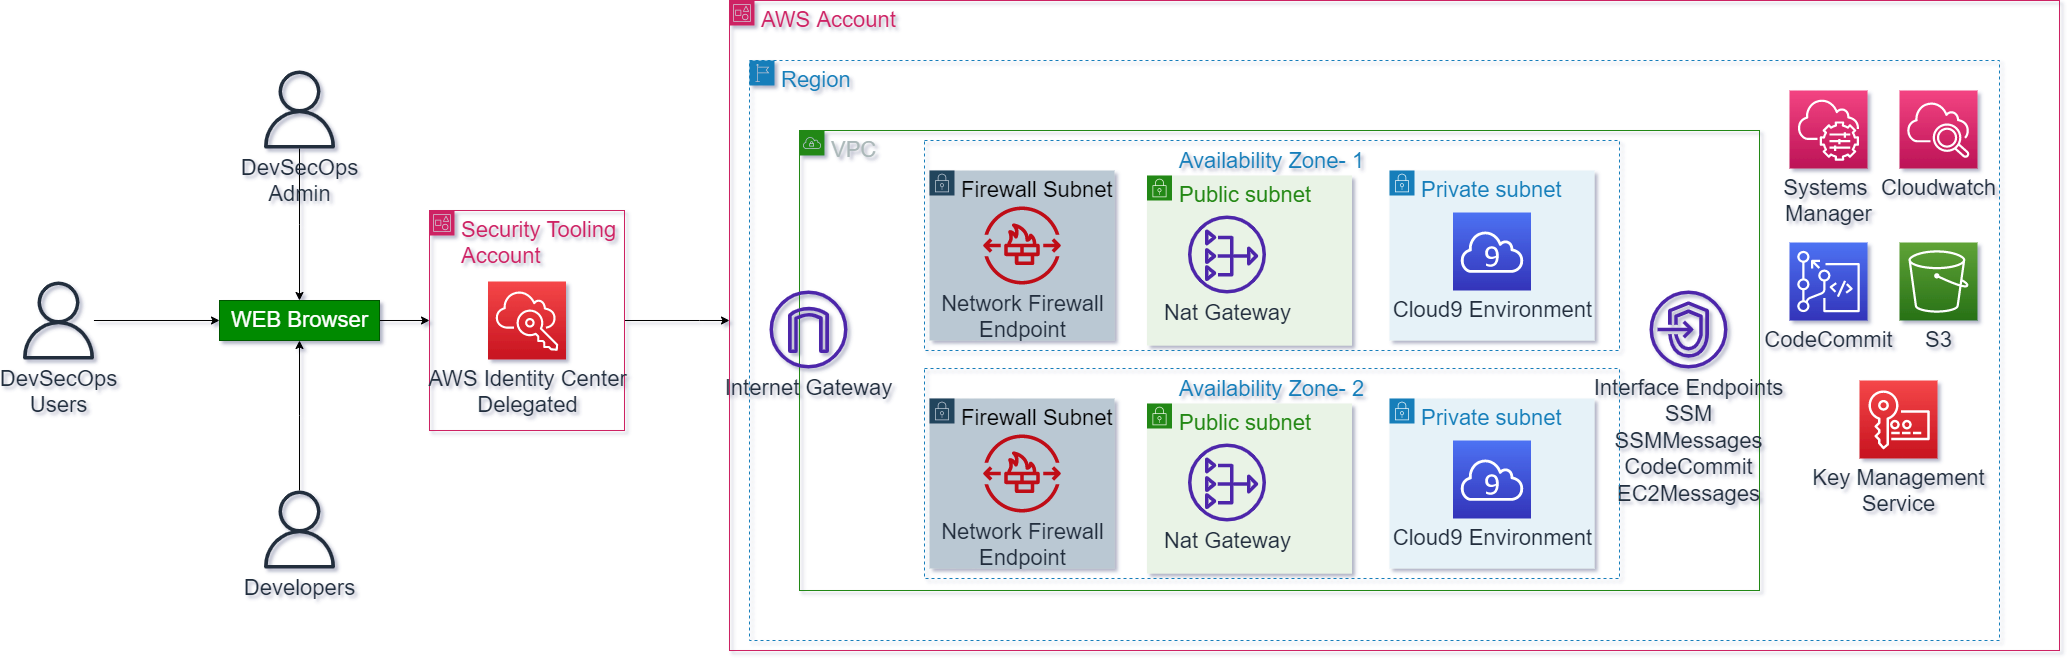 AWS Account
Region
VPC
DevSecOps
Admin
DevSecOps
Users
WEB Browser
Developers
Security Tooling
Account
AWS Identity Center
Delegated
Internet Gateway
Availability Zone- 1
Firewall Subnet
Network Firewall
Endpoint
Public subnet
Nat Gateway
Private subnet
9
Cloud9 Environment
Availability Zone- 2
Firewall Subnet
Network Firewall
Endpoint
Public subnet
Nat Gateway
Private subnet
9
Cloud9 Environment
Interface Endpoints
SSM
SSMMessages
CodeCommit
EC2Messages
Systems
Manager
Cloudwatch
</>
CodeCommit
S3
Key Management
Service